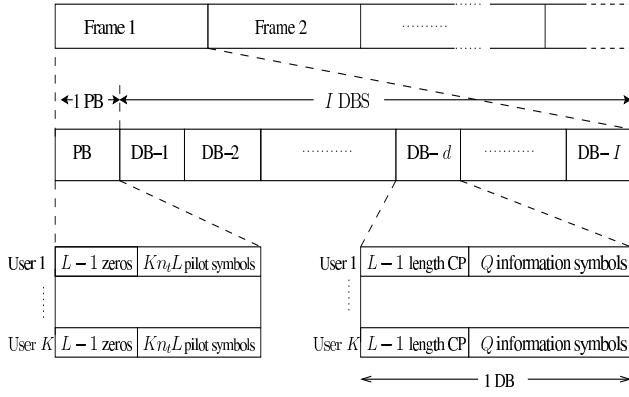 Frame 1 Frame 2 ..........
1 PB I DBS
PB DB−1 DB−2 ............ DB− d ............ DB− I
User 1 L − 1 zeros Kn_tL pilot symbols User 1 L − 1 length CP Q information symbols
User K L − 1 zeros Kn_tL pilot symbols User K L − 1 length CP Q information symbols
1 DB